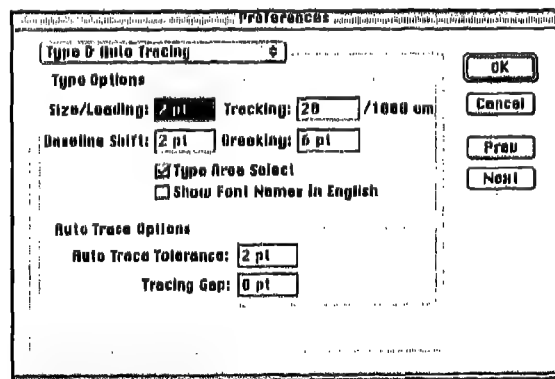 Preferences
Type & Auto Tracing
Type Options
Size/Leading: 2 pt Tracking: 20 /1000 em
Baseline Shift: 2 pt Greeking: 6 pt
Type Area Select
Show Font Names in English
Auto Trace Options
Auto Trace Tolerance: 2 pt
Tracing Gap: 0 pt
OK
Cancel
Prev
Next